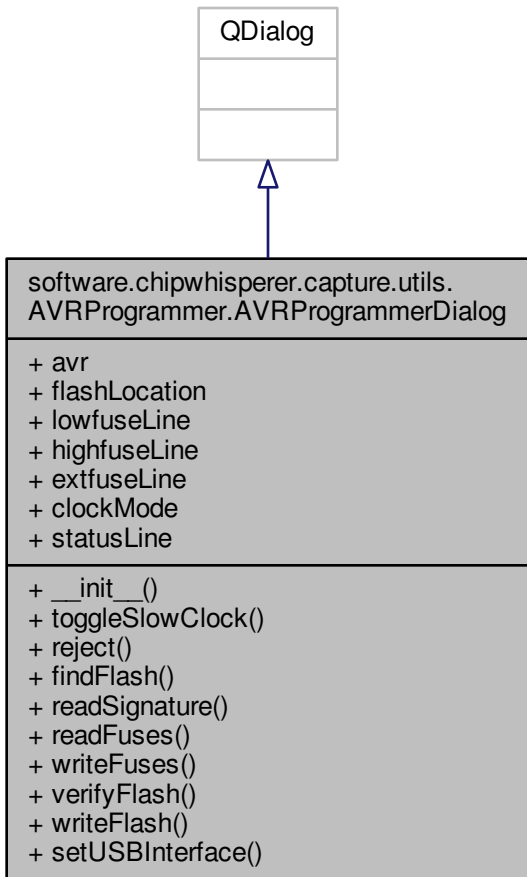 QDialog
software.chipwhisperer.capture.utils.
AVRProgrammer.AVRProgrammerDialog
+ avr
+ flashLocation
+ lowfuseLine
+ highfuseLine
+ extfuseLine
+ clockMode
+ statusLine
+ __init__()
+ toggleSlowClock()
+ reject()
+ findFlash()
+ readSignature()
+ readFuses()
+ writeFuses()
+ verifyFlash()
+ writeFlash()
+ setUSBInterface()